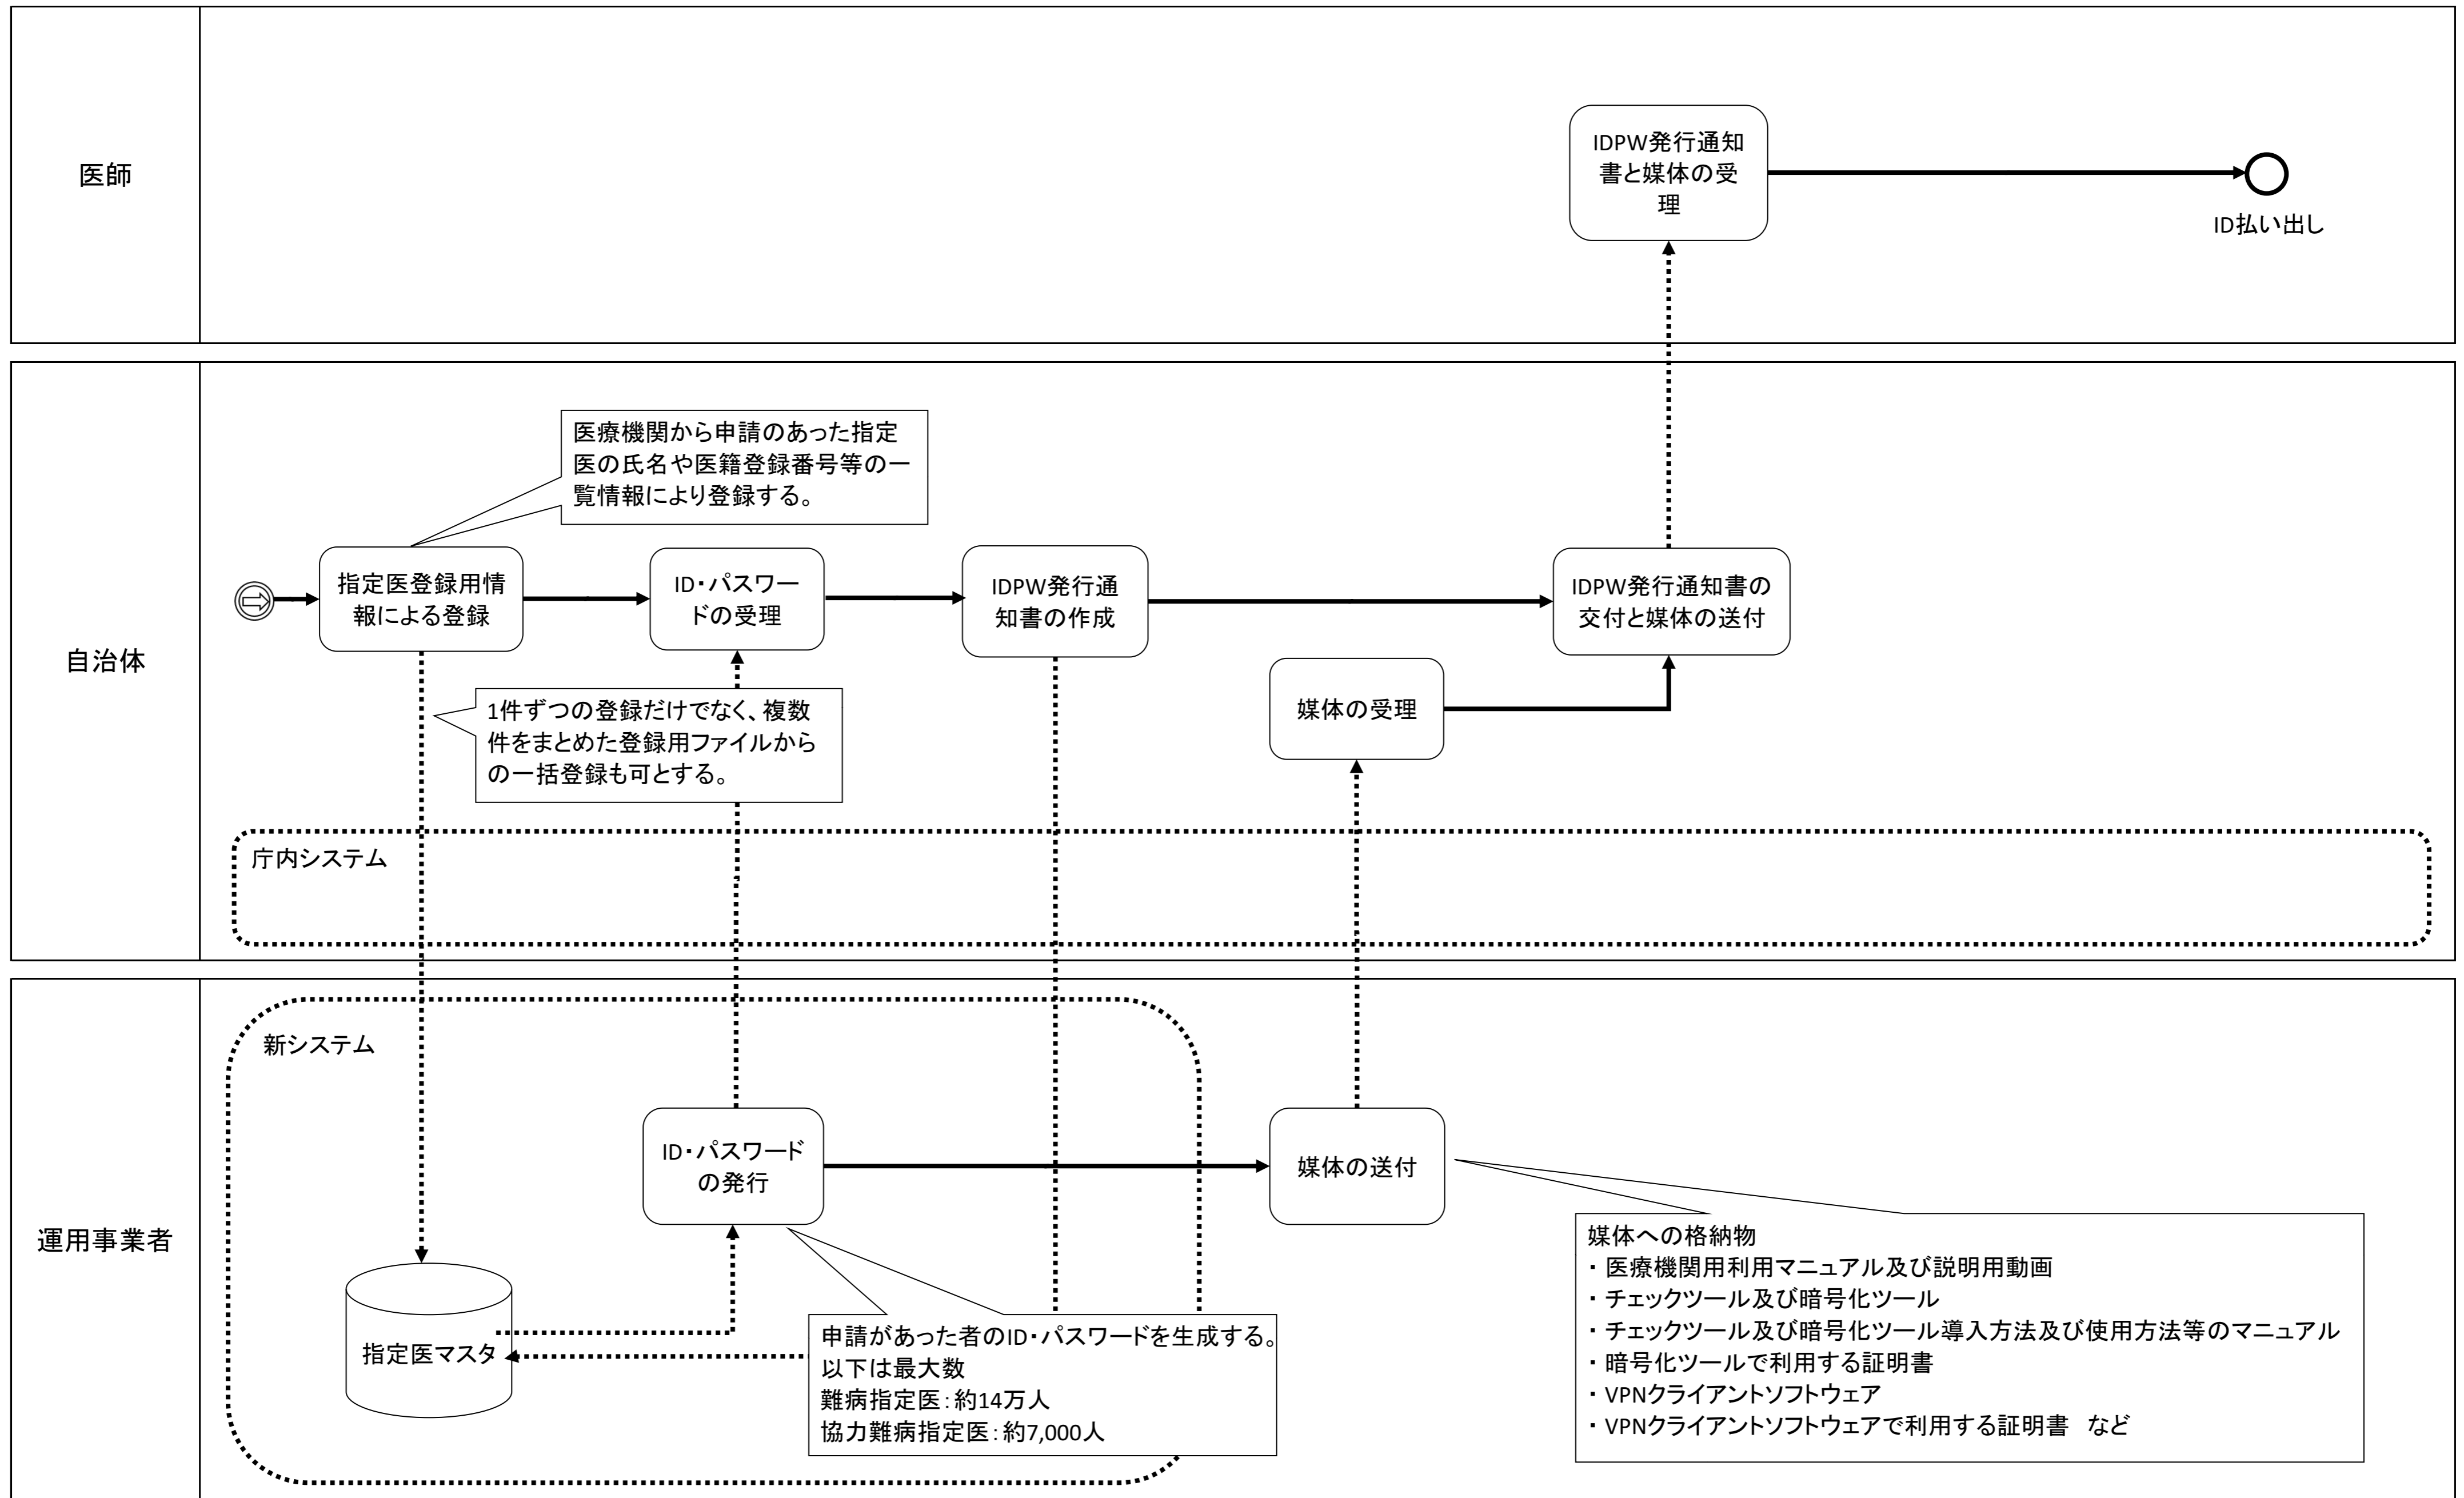 医師
IDPW発行通知
書と媒体の受
理
ID払い出し
自治体
医療機関から申請のあった指定
医の氏名や医籍登録番号等の一
覧情報により登録する。
指定医登録用情
報による登録
ID・パスワー
ドの受理
IDPW発行通
知書の作成
IDPW発行通知書の
交付と媒体の送付
1件ずつの登録だけでなく、複数
件をまとめた登録用ファイルから
の一括登録も可とする。
媒体の受理
庁内システム
運用事業者
新システム
ID・パスワード
の発行
媒体の送付
指定医マスタ
申請があった者のID・パスワードを生成する。
以下は最大数
難病指定医：約14万人
協力難病指定医：約7,000人
媒体への格納物
・医療機関用利用マニュアル及び説明用動画
・チェックツール及び暗号化ツール
・チェックツール及び暗号化ツール導入方法及び使用方法等のマニュアル
・暗号化ツールで利用する証明書
・VPNクライアントソフトウェア
・VPNクライアントソフトウェアで利用する証明書　など